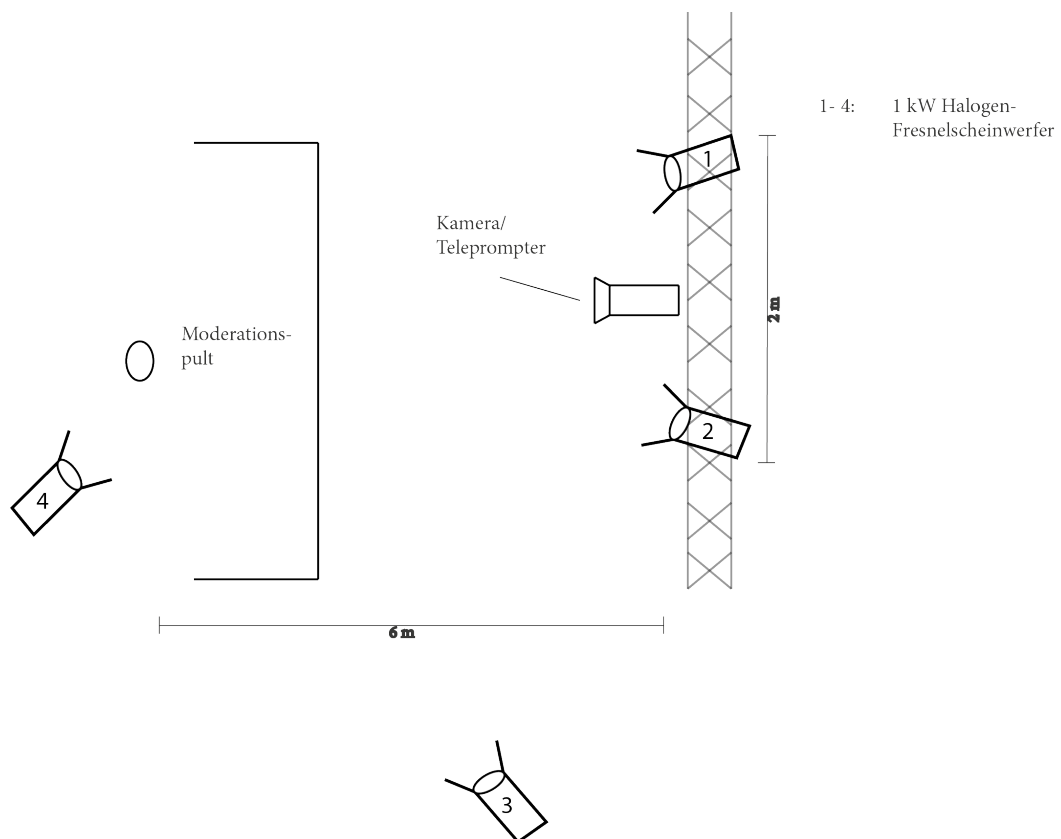 1- 4: 1 kW Halogen-
Fresnelscheinwerfer
1
Kamera/
Teleprompter
2 m
Moderations-
pult
2
4
6 m
3